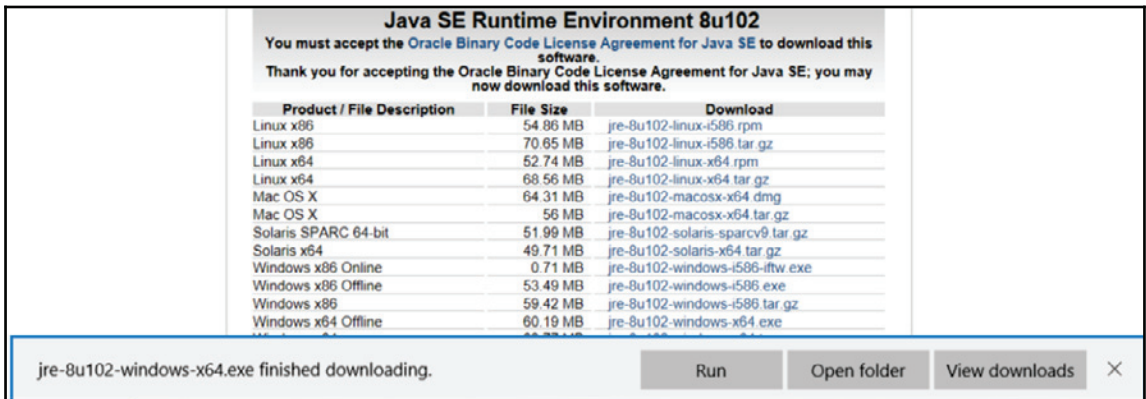 Java SE Runtime Environment 8u102
You must accept the Oracle Binary Code License Agreement for Java SE to download this
software.
Thank you for accepting the Oracle Binary Code License Agreement for Java SE; you may
now download this software.
Product / File Description File Size Download
Linux x86 54.86 MB jre-8u102-linux-i586.rpm
Linux x86 70.65 MB jre-8u102-linux-i586.tar.gz
Linux x64 52.74 MB jre-8u102-linux-x64.rpm
Linux x64 68.56 MB jre-8u102-linux-x64.tar.gz
Mac OS X 64.31 MB jre-8u102-macosx-x64.dmg
Mac OS X 56 MB jre-8u102-macosx-x64.tar.gz
Solaris SPARC 64-bit 51.99 MB jre-8u102-solaris-sparcv9.tar.gz
Solaris x64 49.71 MB jre-8u102-solaris-x64.tar.gz
Windows x86 Online 0.71 MB jre-8u102-windows-i586-iftw.exe
Windows x86 Offline 53.49 MB jre-8u102-windows-i586.exe
Windows x86 59.42 MB jre-8u102-windows-i586.tar.gz
Windows x64 Offline 60.19 MB jre-8u102-windows-x64.exe
jre-8u102-windows-x64.exe finished downloading. Run Open folder View downloads